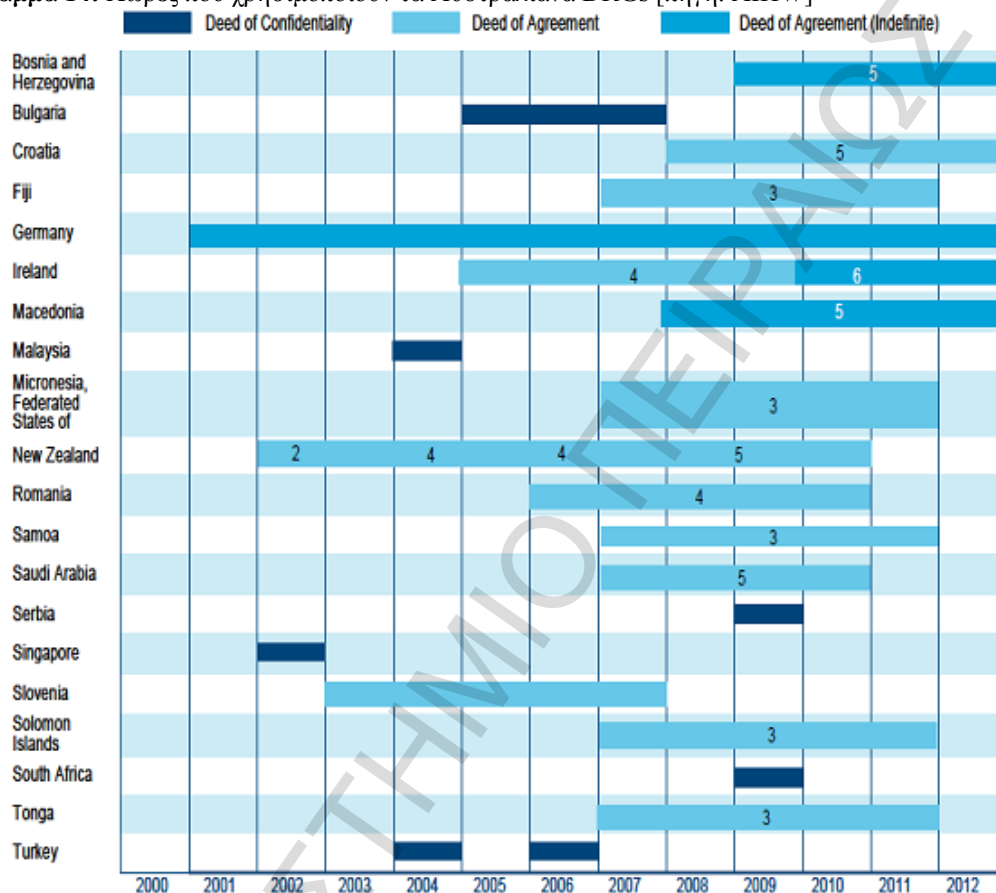 Deed of Confidentiality
Deed of Agreement
Deed of Agreement (Indefinite)
Bosnia and
Herzegovina
5
Bulgaria
Croatia
5
Fiji
3
Germany
Ireland
4
6
Macedonia
5
Malaysia
Micronesia,
Federated
States of
3
New Zealand
2
4
4
5
Romania
4
Samoa
3
Saudi Arabia
5
Serbia
Singapore
Slovenia
Solomon
Islands
3
South Africa
Tonga
3
Turkey
2000 2001 2002 2003 2004 2005 2006 2007 2008 2009 2010 2011 2012
ΠΕΙΡΑΙΩΣ